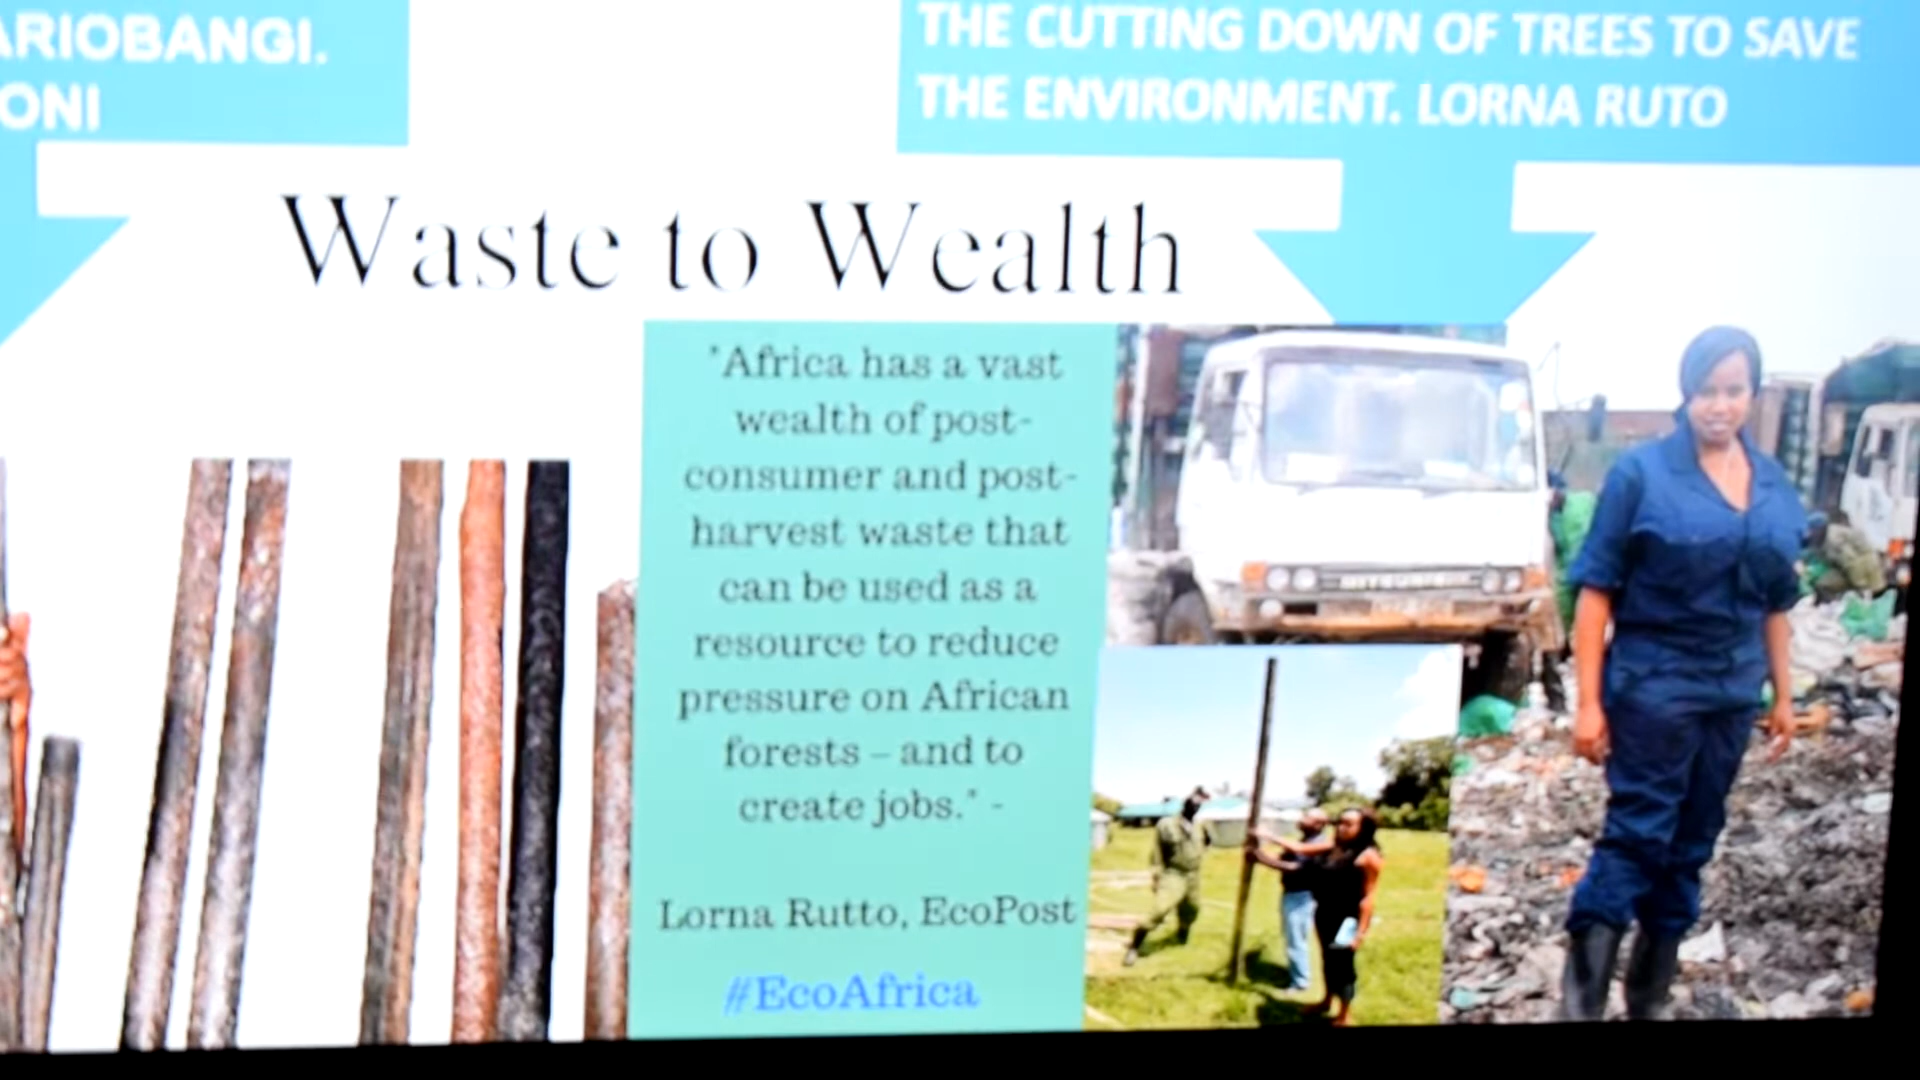 ARIOBANGI.
ONI
THE CUTTING DOWN OF TREES TO SAVE
THE ENVIRONMENT. LORNA RUTO
Waste to Wealth
"Africa has a vast
wealth of post-
consumer and post-
harvest waste that
can be used as a
resource to reduce
pressure on African
forests – and to
create jobs." -
Lorna Rutto, EcoPost
#EcoAfrica
MITSUBISHI